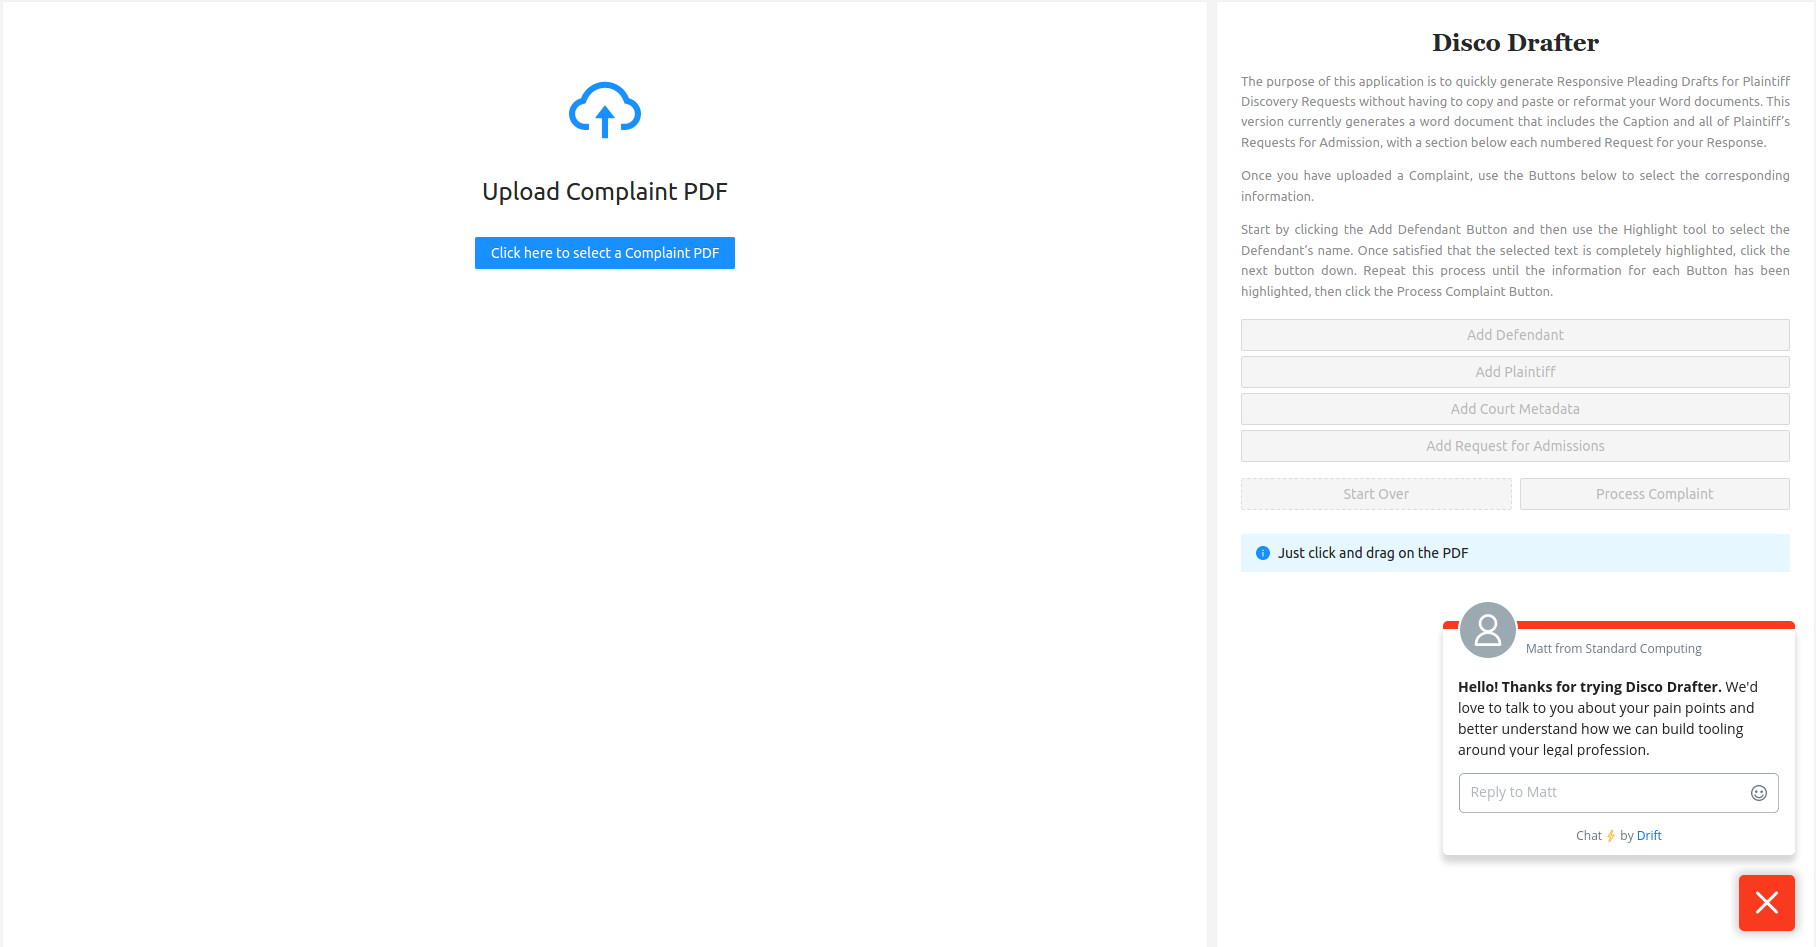 Upload Complaint PDF
Click here to select a Complaint PDF
Disco Drafter
The purpose of this application is to quickly generate Responsive Pleading Drafts for Plaintiff
Discovery Requests without having to copy and paste or reformat your Word documents. This
version currently generates a word document that includes the Caption and all of Plaintiff’s
Requests for Admission, with a section below each numbered Request for your Response.
Once you have uploaded a Complaint, use the Buttons below to select the corresponding
information.
Start by clicking the Add Defendant Button and then use the Highlight tool to select the
Defendant’s name. Once satisfied that the selected text is completely highlighted, click the
next button down. Repeat this process until the information for each Button has been
highlighted, then click the Process Complaint Button.
Add Defendant
Add Plaintiff
Add Court Metadata
Add Request for Admissions
Start Over
Process Complaint
Just click and drag on the PDF
Matt from Standard Computing
Hello! Thanks for trying Disco Drafter. We'd
love to talk to you about your pain points and
better understand how we can build tooling
around your legal profession.
Reply to Matt
Chat ⚡ by Drift